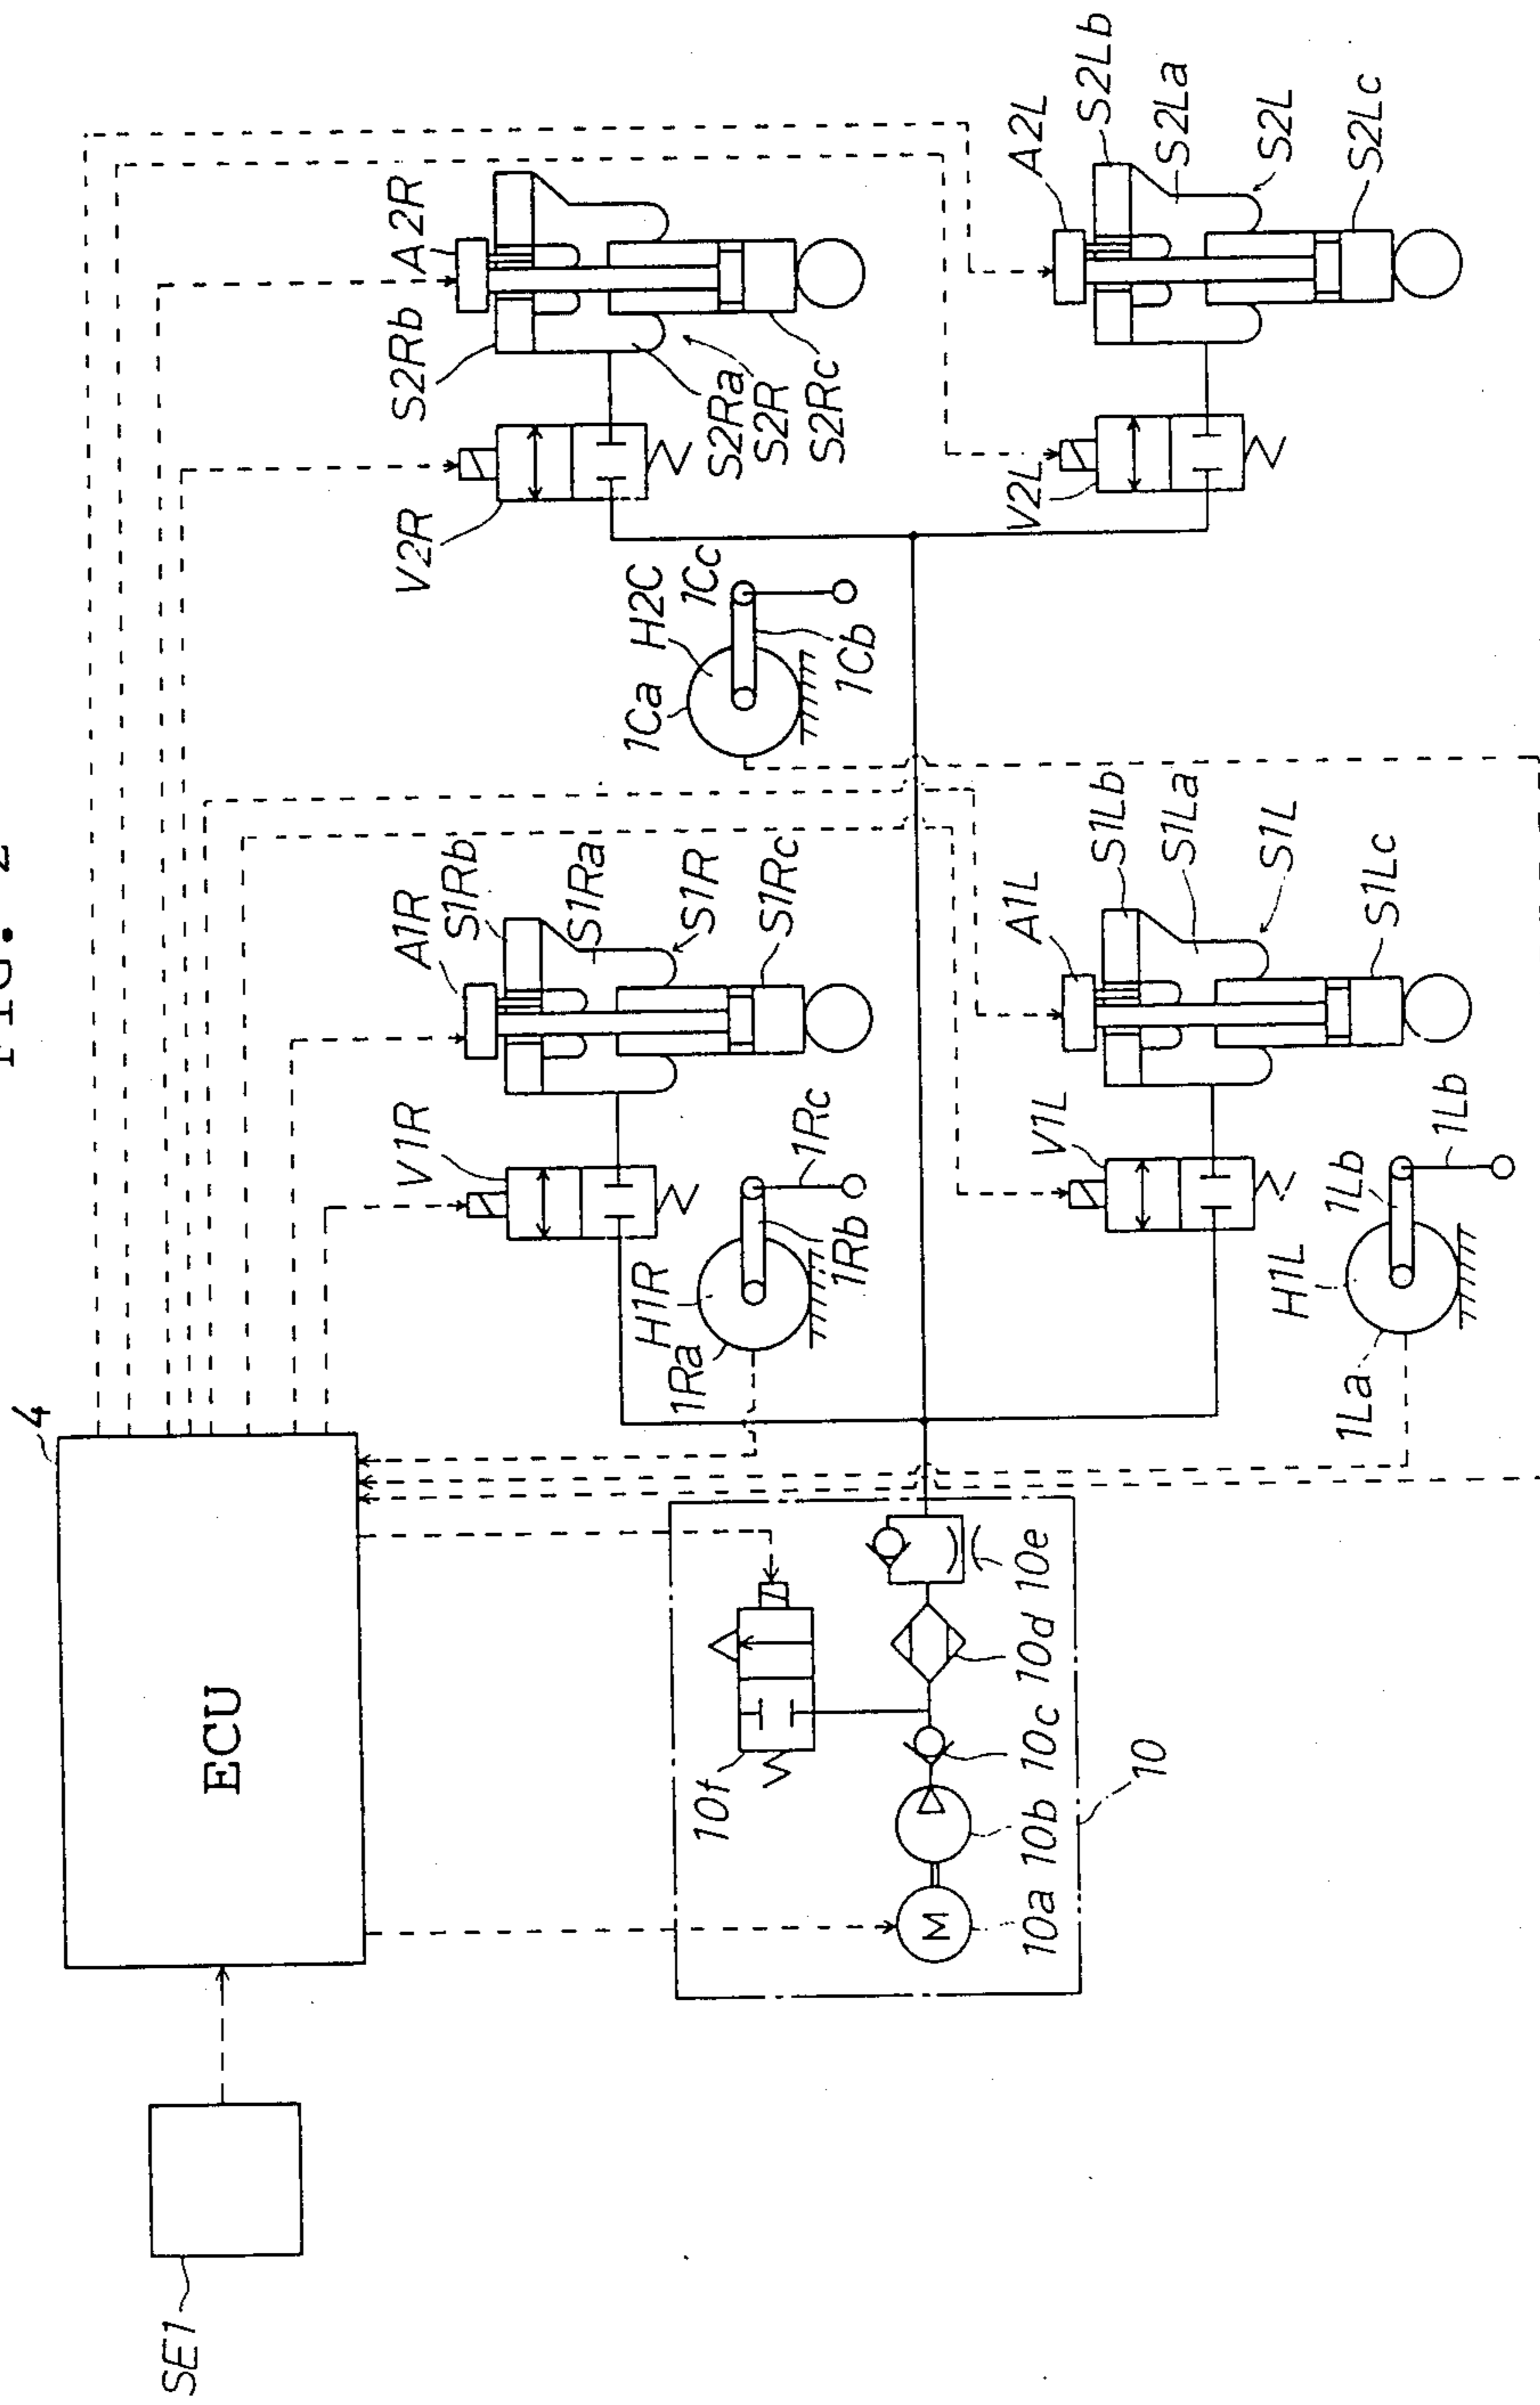 FIG. 2
4
ECU
SE1
S2Rb
A2R
V2R
S2Ra
S2R
S2Rc
A2L
S2Lb
S2La
S2L
S2Lc
V2L
1Ca
H2C
1Cc
1Cb
A1R
S1Rb
S1Ra
S1R
S1Rc
V1R
1Rc
H1R
1Ra
1Rb
A1L
S1Lb
S1La
S1L
S1Lc
V1L
H1L
1Lb
1Lb
1La
10f
M
10a
10b
10c
10d
10e
10